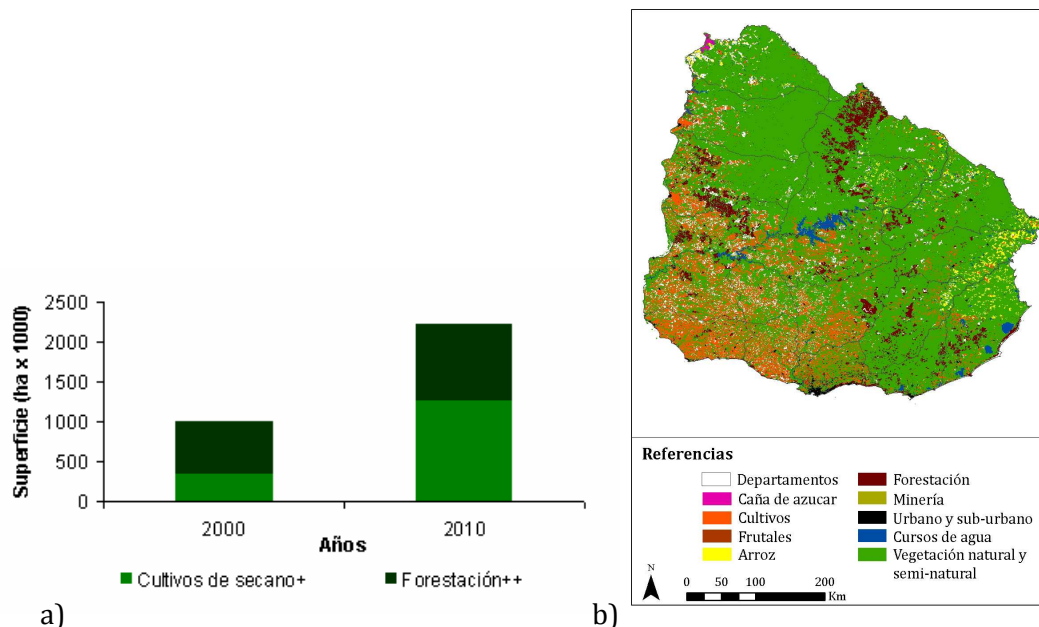 2500
2000
1500
1000
500
0
Superficie (ha x 1000)
2000
2010
Años
Cultivos de secano+
Forestación++
a)
b)
Referencias
Departamentos
Caña de azucar
Cultivos
Frutales
Arroz
Forestación
Minería
Urbano y sub-urbano
Cursos de agua
Vegetación natural y
semi-natural
N
0 50 100 200
Km